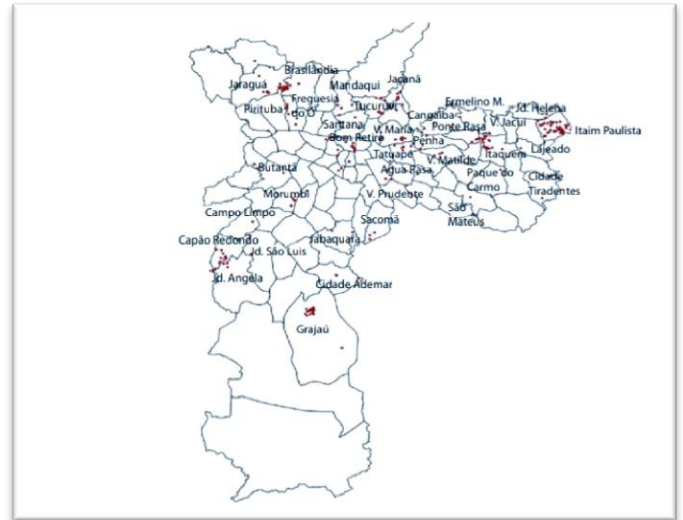 Brasilândia
Jaraguá
Mandaqui
Jaçanã
Freguesia
do Ó
Pirituba
Tucuruvi
Ermelino M.
Jd. Helena
Cangaíba
V. Jacuí
Santana
V. Maria
Ponte Rasa
Itaim Paulista
Bom Retiro
Penha
Lajeado
Tatuapé
V. Matilde
Itaquera
Butantã
Água Rasa
Paque do
Carmo
Cidade
Tiradentes
Morumbi
V. Prudente
São
Mateus
Campo Limpo
Sacomã
Capão Redondo
Jabaquara
Jd. São Luis
Jd. Angela
Cidade Ademar
Grajaú